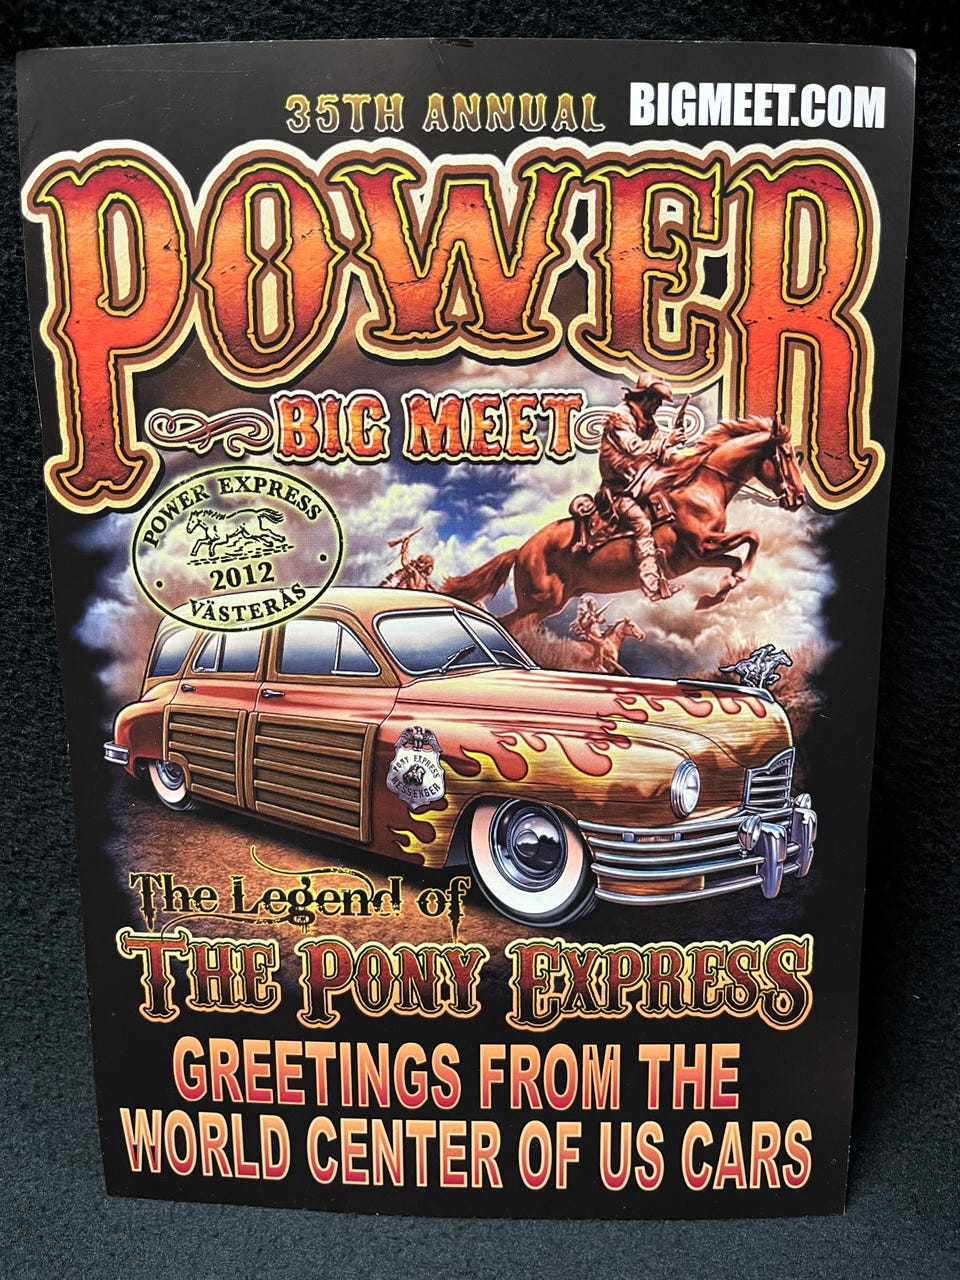 35TH ANNUAL
BIGMEET.COM
POWER
BIG MEET
POWER EXPRESS
2012
VÄSTERÅS
PONY EXPRESS
MESSENGER
The Legend of
THE PONY EXPRESS
GREETINGS FROM THE
WORLD CENTER OF US CARS